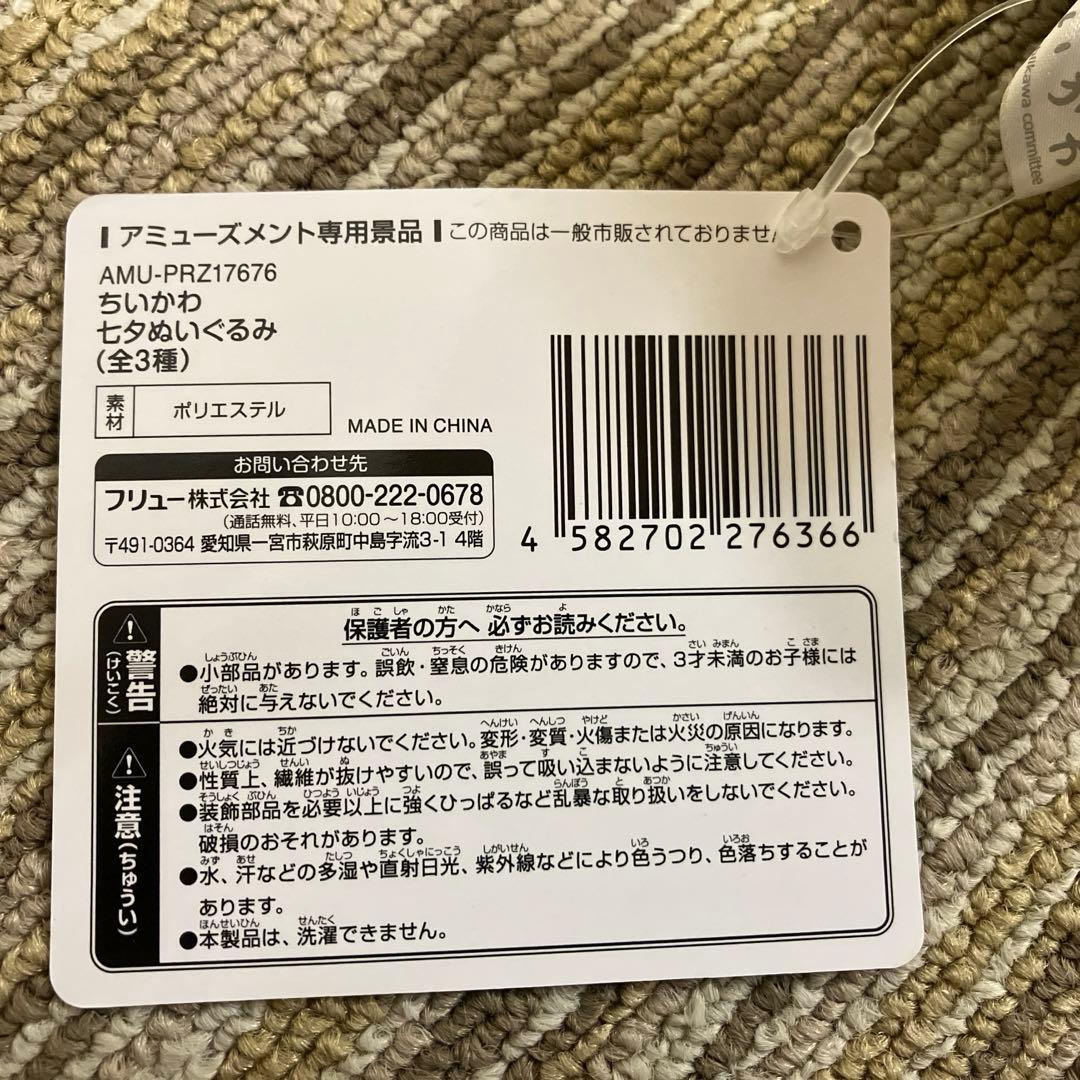 アミューズメント専用景品 この商品は一般市販されておりません
AMU-PRZ17676
ちいかわ
七夕ぬいぐるみ
(全3種)
素材 ポリエステル
MADE IN CHINA
お問い合わせ先
フリュー株式会社 ☎0800-222-0678
(通話無料、平日10:00～18:00受付)
〒491-0364 愛知県一宮市萩原町中島字流3-1 4階
4 582702 276366
⚠警告(けいこく)
保護者の方へ 必ずお読みください。
●小部品があります。誤飲・窒息の危険がありますので、3才未満のお子様には
絶対に与えないでください。
⚠注意(ちゅうい)
●火気には近づけないでください。変形・変質・火傷または火災の原因になります。
●性質上、繊維が抜けやすいので、誤って吸い込まないように注意してください。
●装飾部品を必要以上に強くひっぱるなど乱暴な取り扱いをしないでください。
破損のおそれがあります。
●水、汗などの多湿や直射日光、紫外線などにより色うつり、色落ちすることが
あります。
●本製品は、洗濯できません。
committee